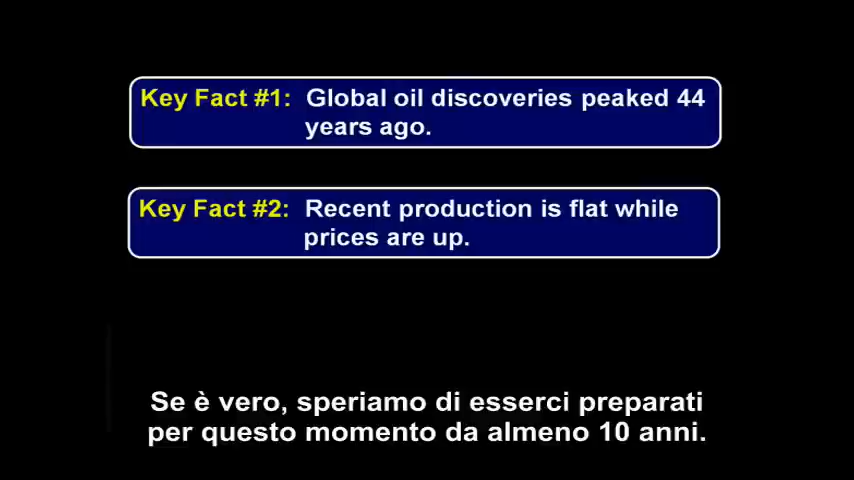 Key Fact #1: Global oil discoveries peaked 44
years ago.
Key Fact #2: Recent production is flat while
prices are up.
Se è vero, speriamo di esserci preparati
per questo momento da almeno 10 anni.